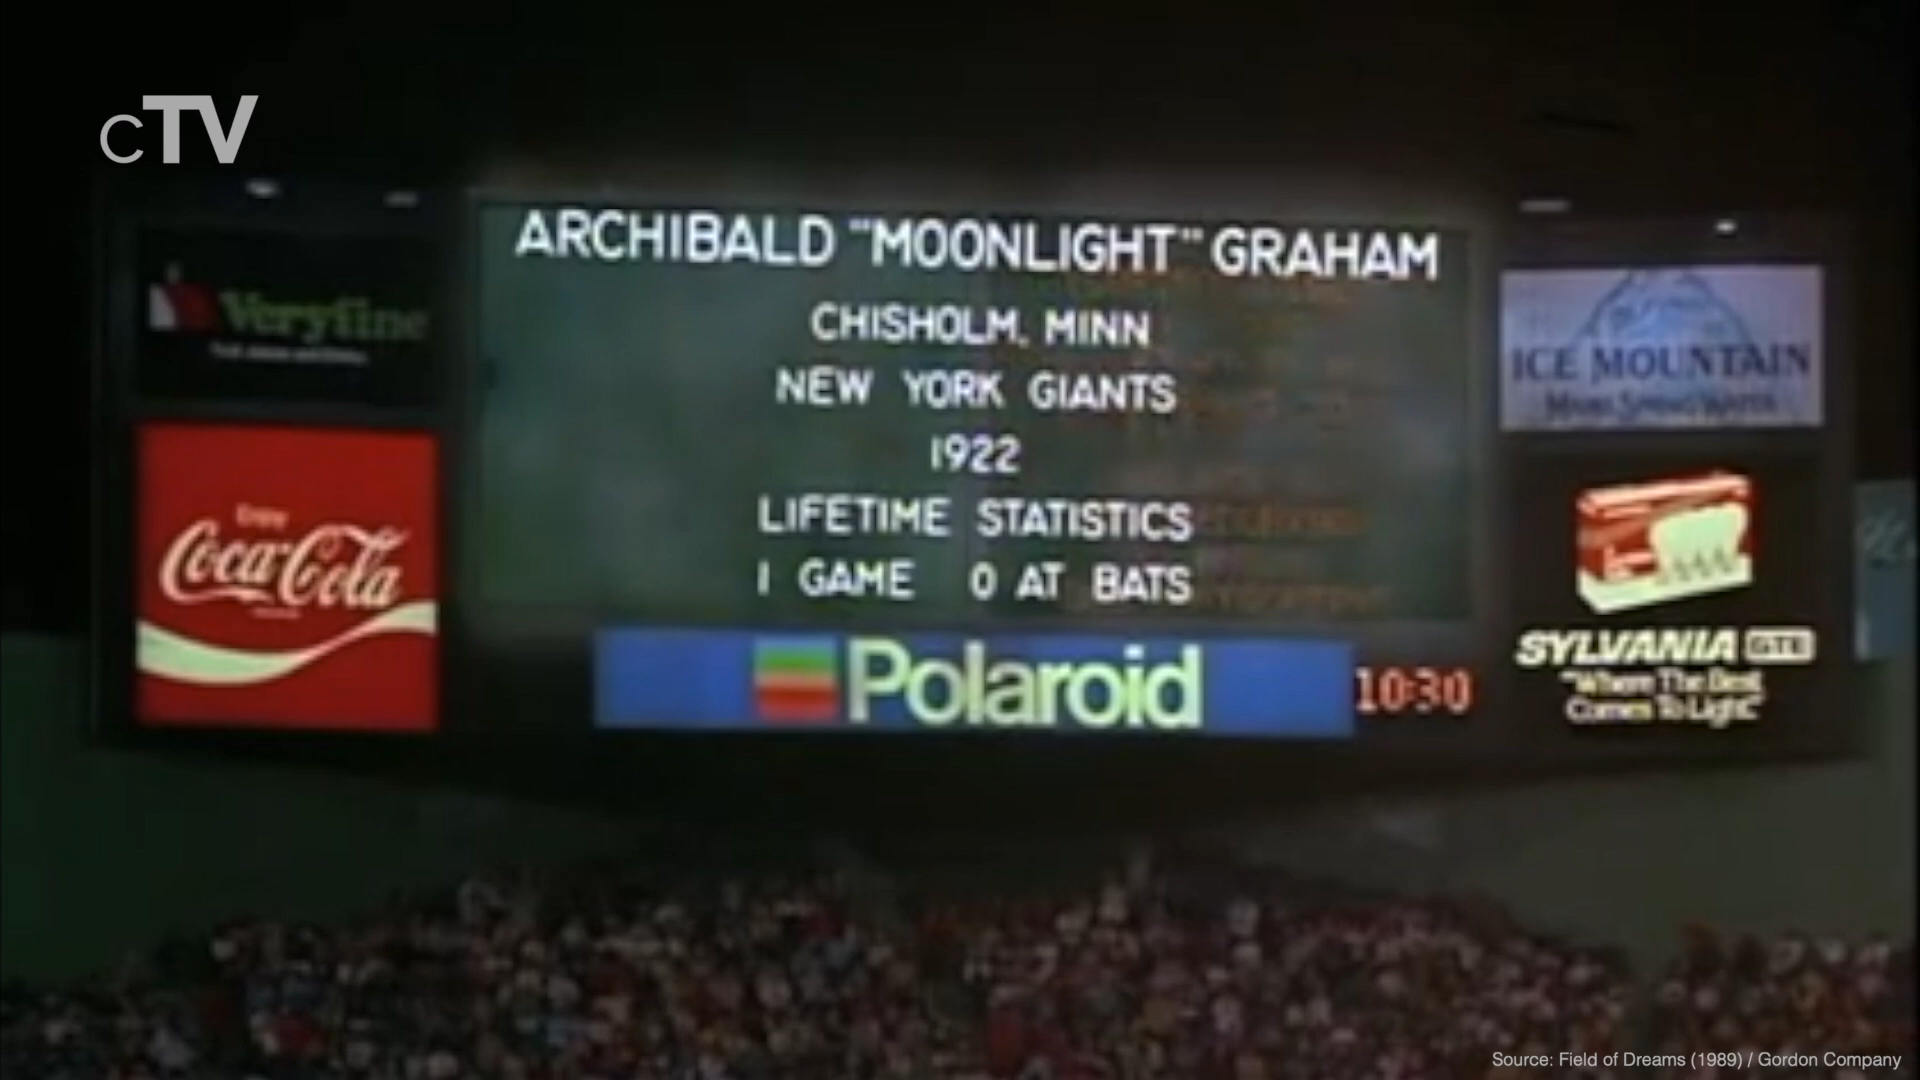 cTV
ARCHIBALD "MOONLIGHT" GRAHAM
CHISHOLM, MINN
NEW YORK GIANTS
1922
LIFETIME STATISTICS
1 GAME 0 AT BATS
Veryfine
Enjoy
Coca-Cola
Polaroid
10:30
ICE MOUNTAIN
SYLVANIA GTE
"Where The Best
Comes To Light"
Source: Field of Dreams (1989) / Gordon Company